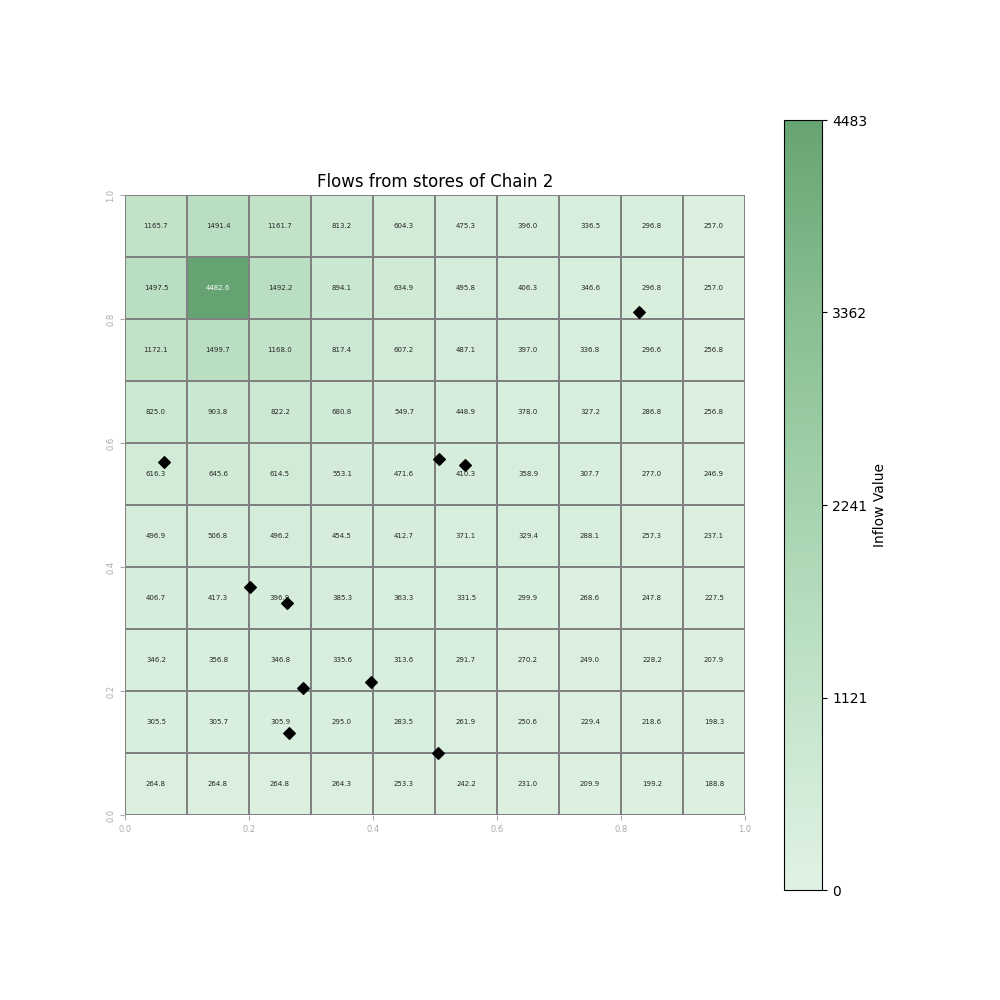 Flows from stores of Chain 2
1.0
1165.7 1491.4 1161.7 813.2 604.3 475.3 396.0 336.5 296.8 257.0
1497.5 4482.6 1492.2 894.1 634.9 495.8 406.3 346.6 296.8 257.0
0.8
1172.1 1499.7 1168.0 817.4 607.2 487.1 397.0 336.8 296.6 256.8
825.0 903.8 822.2 680.8 549.7 448.9 378.0 327.2 286.8 256.8
0.6
616.3 645.6 614.5 553.1 471.6 410.3 358.9 307.7 277.0 246.9
496.9 506.8 496.2 454.5 412.7 371.1 329.4 288.1 257.3 237.1
0.4
406.7 417.3 385.3 363.3 331.5 299.9 268.6 247.8 227.5
346.2 356.8 346.8 335.6 313.6 291.7 270.2 249.0 228.2 207.9
0.2
305.5 305.7 305.9 295.0 283.5 261.9 250.6 229.4 218.6 198.3
264.8 264.8 264.8 264.3 253.3 242.2 231.0 209.9 199.2 188.8
0.0
0.0 0.2 0.4 0.6 0.8 1.0
4483
3362
2241
1121
0
Inflow Value